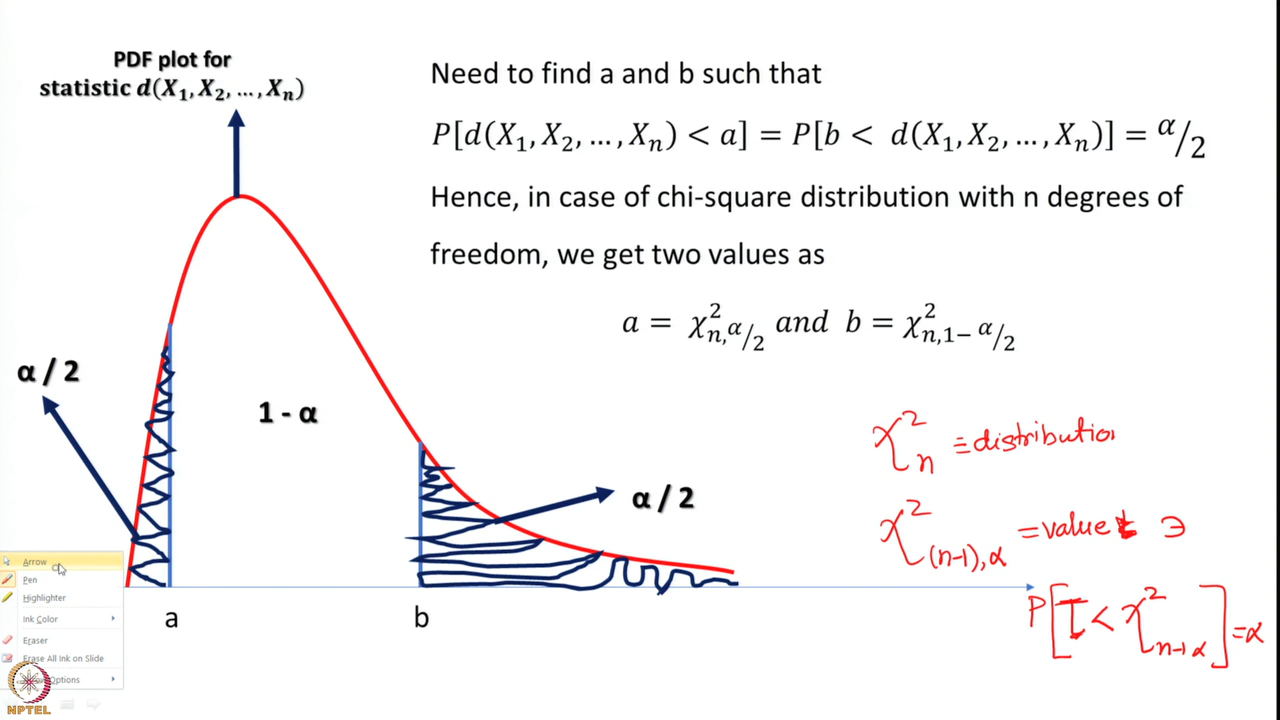 PDF plot for
statistic d(X₁, X₂, ..., Xₙ)
Need to find a and b such that
P[d(X₁, X₂, ..., Xₙ) < a] = P[b < d(X₁, X₂, ..., Xₙ)] = α/2
Hence, in case of chi-square distribution with n degrees of
freedom, we get two values as
a = χ²ₙ,α/2 and b = χ²ₙ,1− α/2
α / 2
1 - α
α / 2
a
b
χ²ₙ ≡ distribution
χ²(n-1),α = value ∋
P[T < χ²n-1 α] = α
Arrow
Pen
Highlighter
Ink Color
Eraser
Erase All Ink on Slide
Options
NPTEL